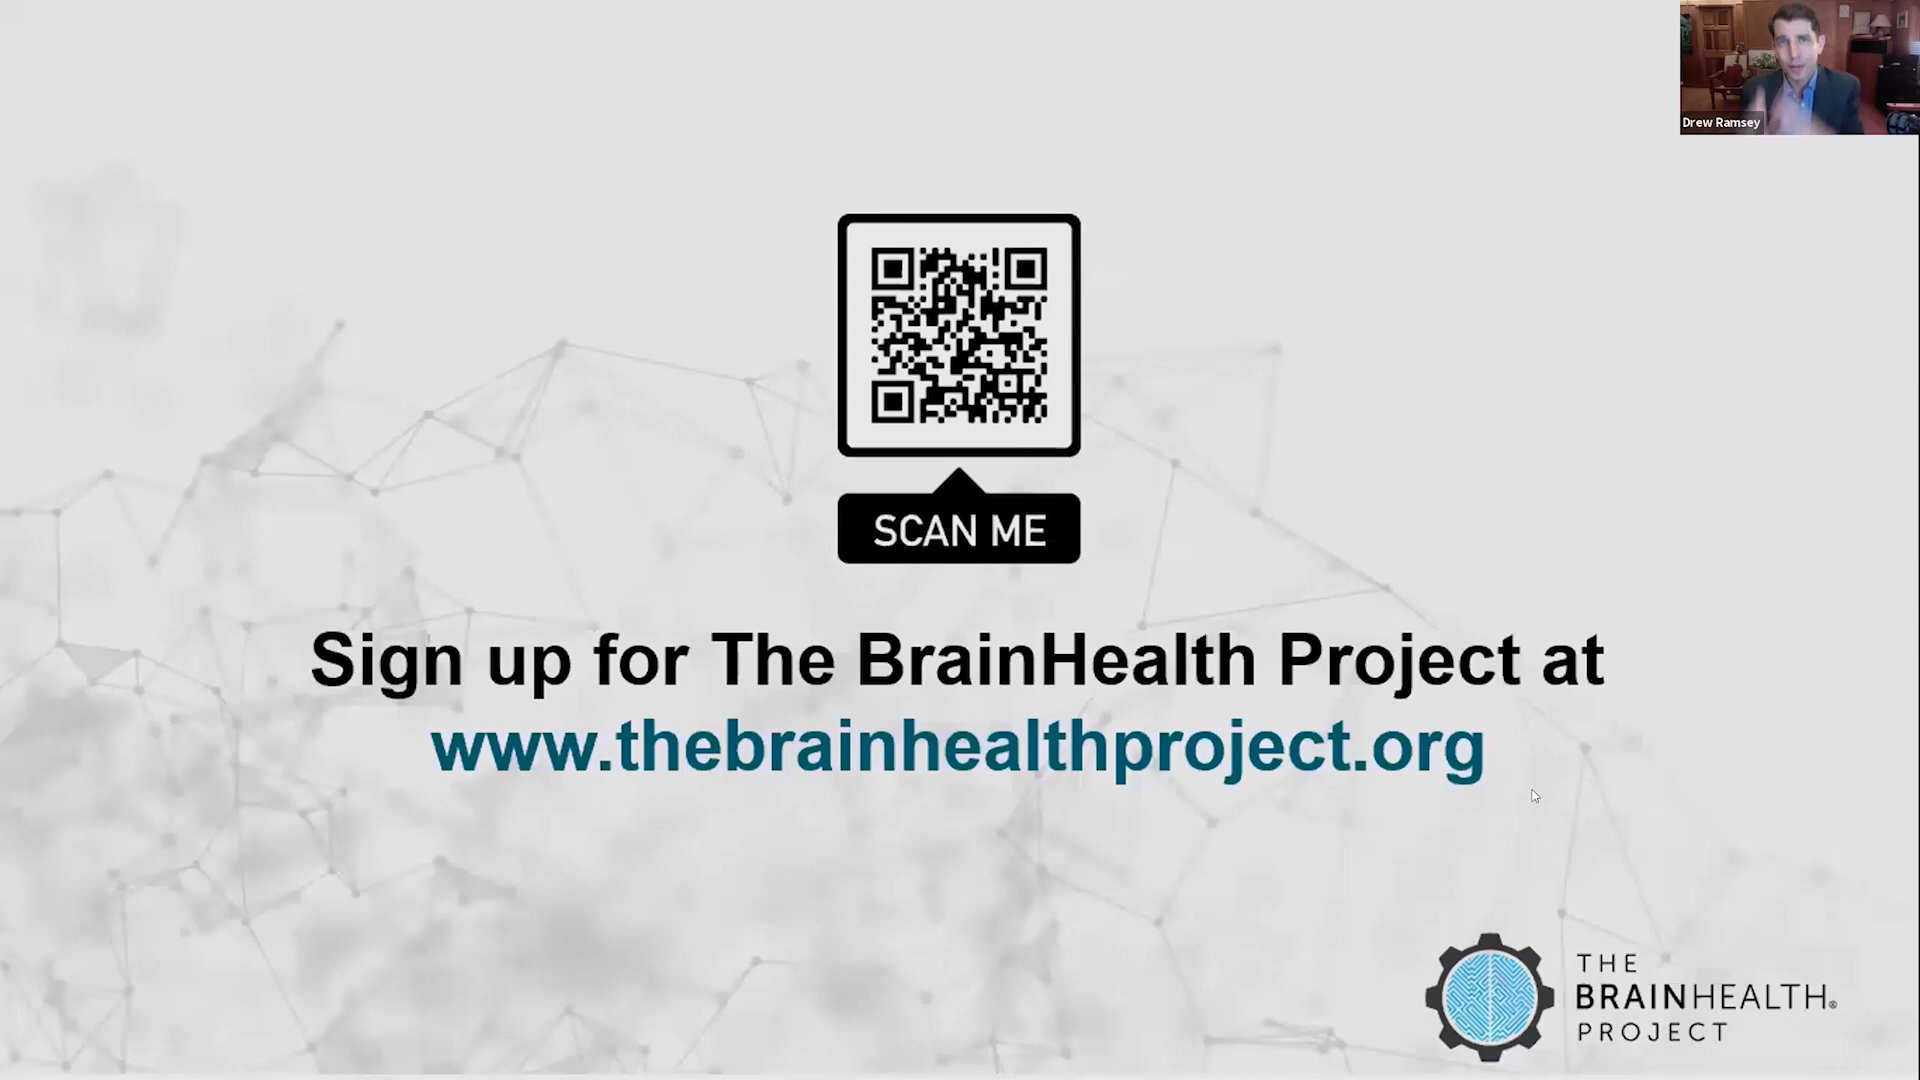 Drew Ramsey
SCAN ME
Sign up for The BrainHealth Project at
www.thebrainhealthproject.org
THE
BRAINHEALTH®
PROJECT